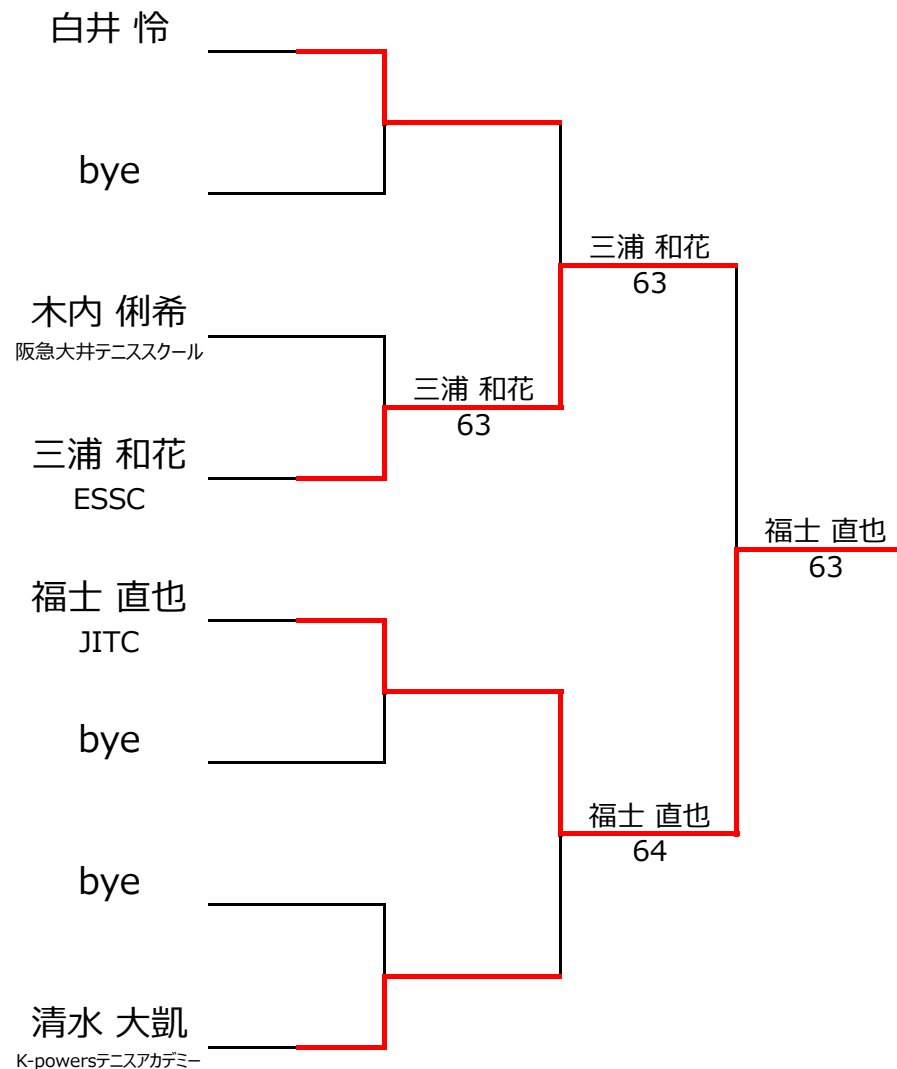 白井 怜
bye
三浦 和花
63
木内 俐希
阪急大井テニススクール
三浦 和花
63
三浦 和花
ESSC
福士 直也
63
福士 直也
JITC
bye
福士 直也
64
bye
清水 大凱
K-powersテニスアカデミー